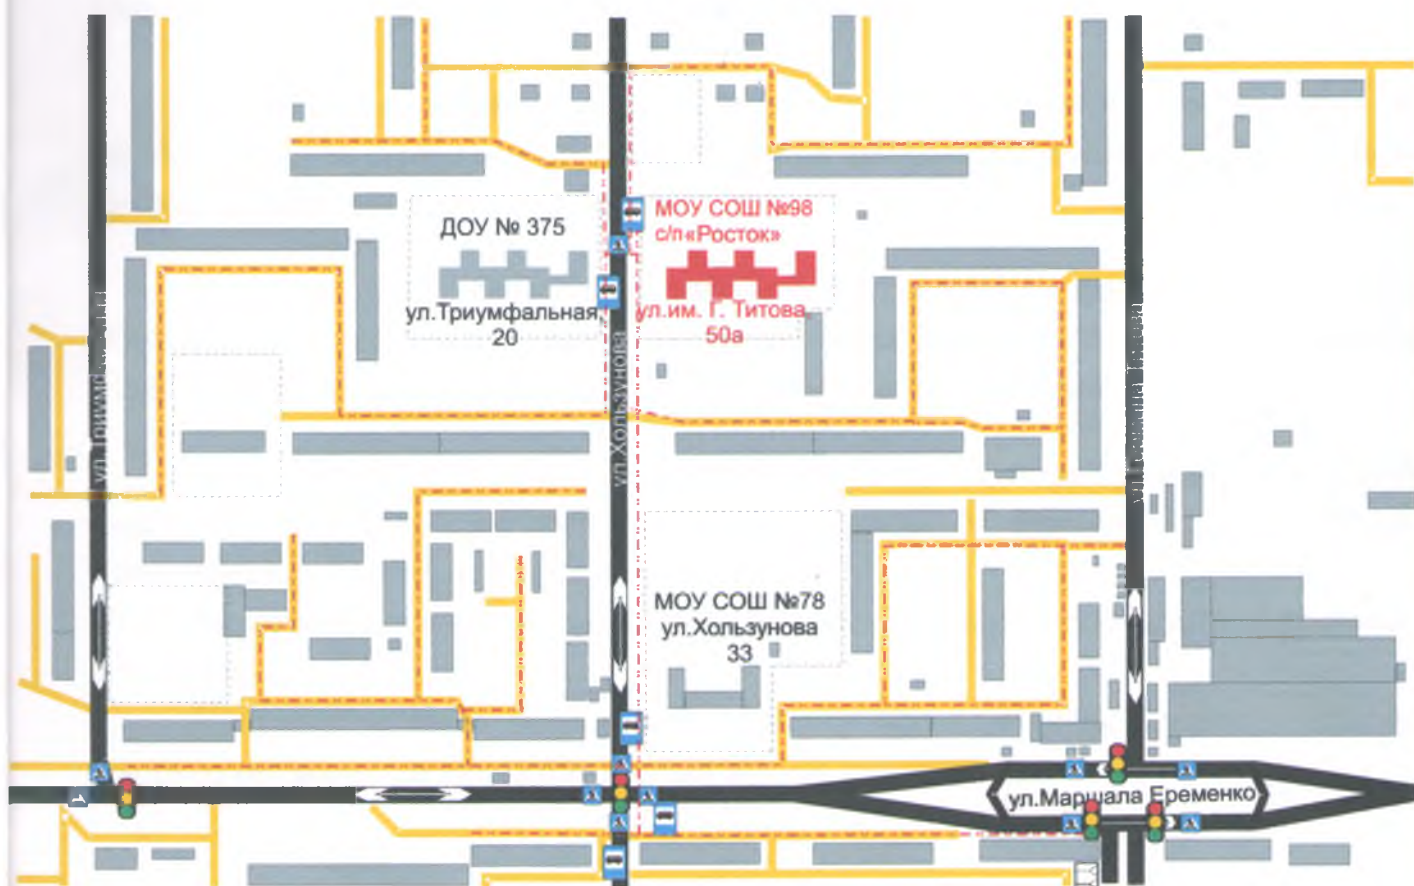 МОУ СОШ №98
с/п«Росток»
ДОУ № 375
ул.Триумфальная,
20
ул.им. Г. Титова
50а
ул.Хользунова
МОУ СОШ №78
ул.Хользунова
33
ул.Маршала Еременко